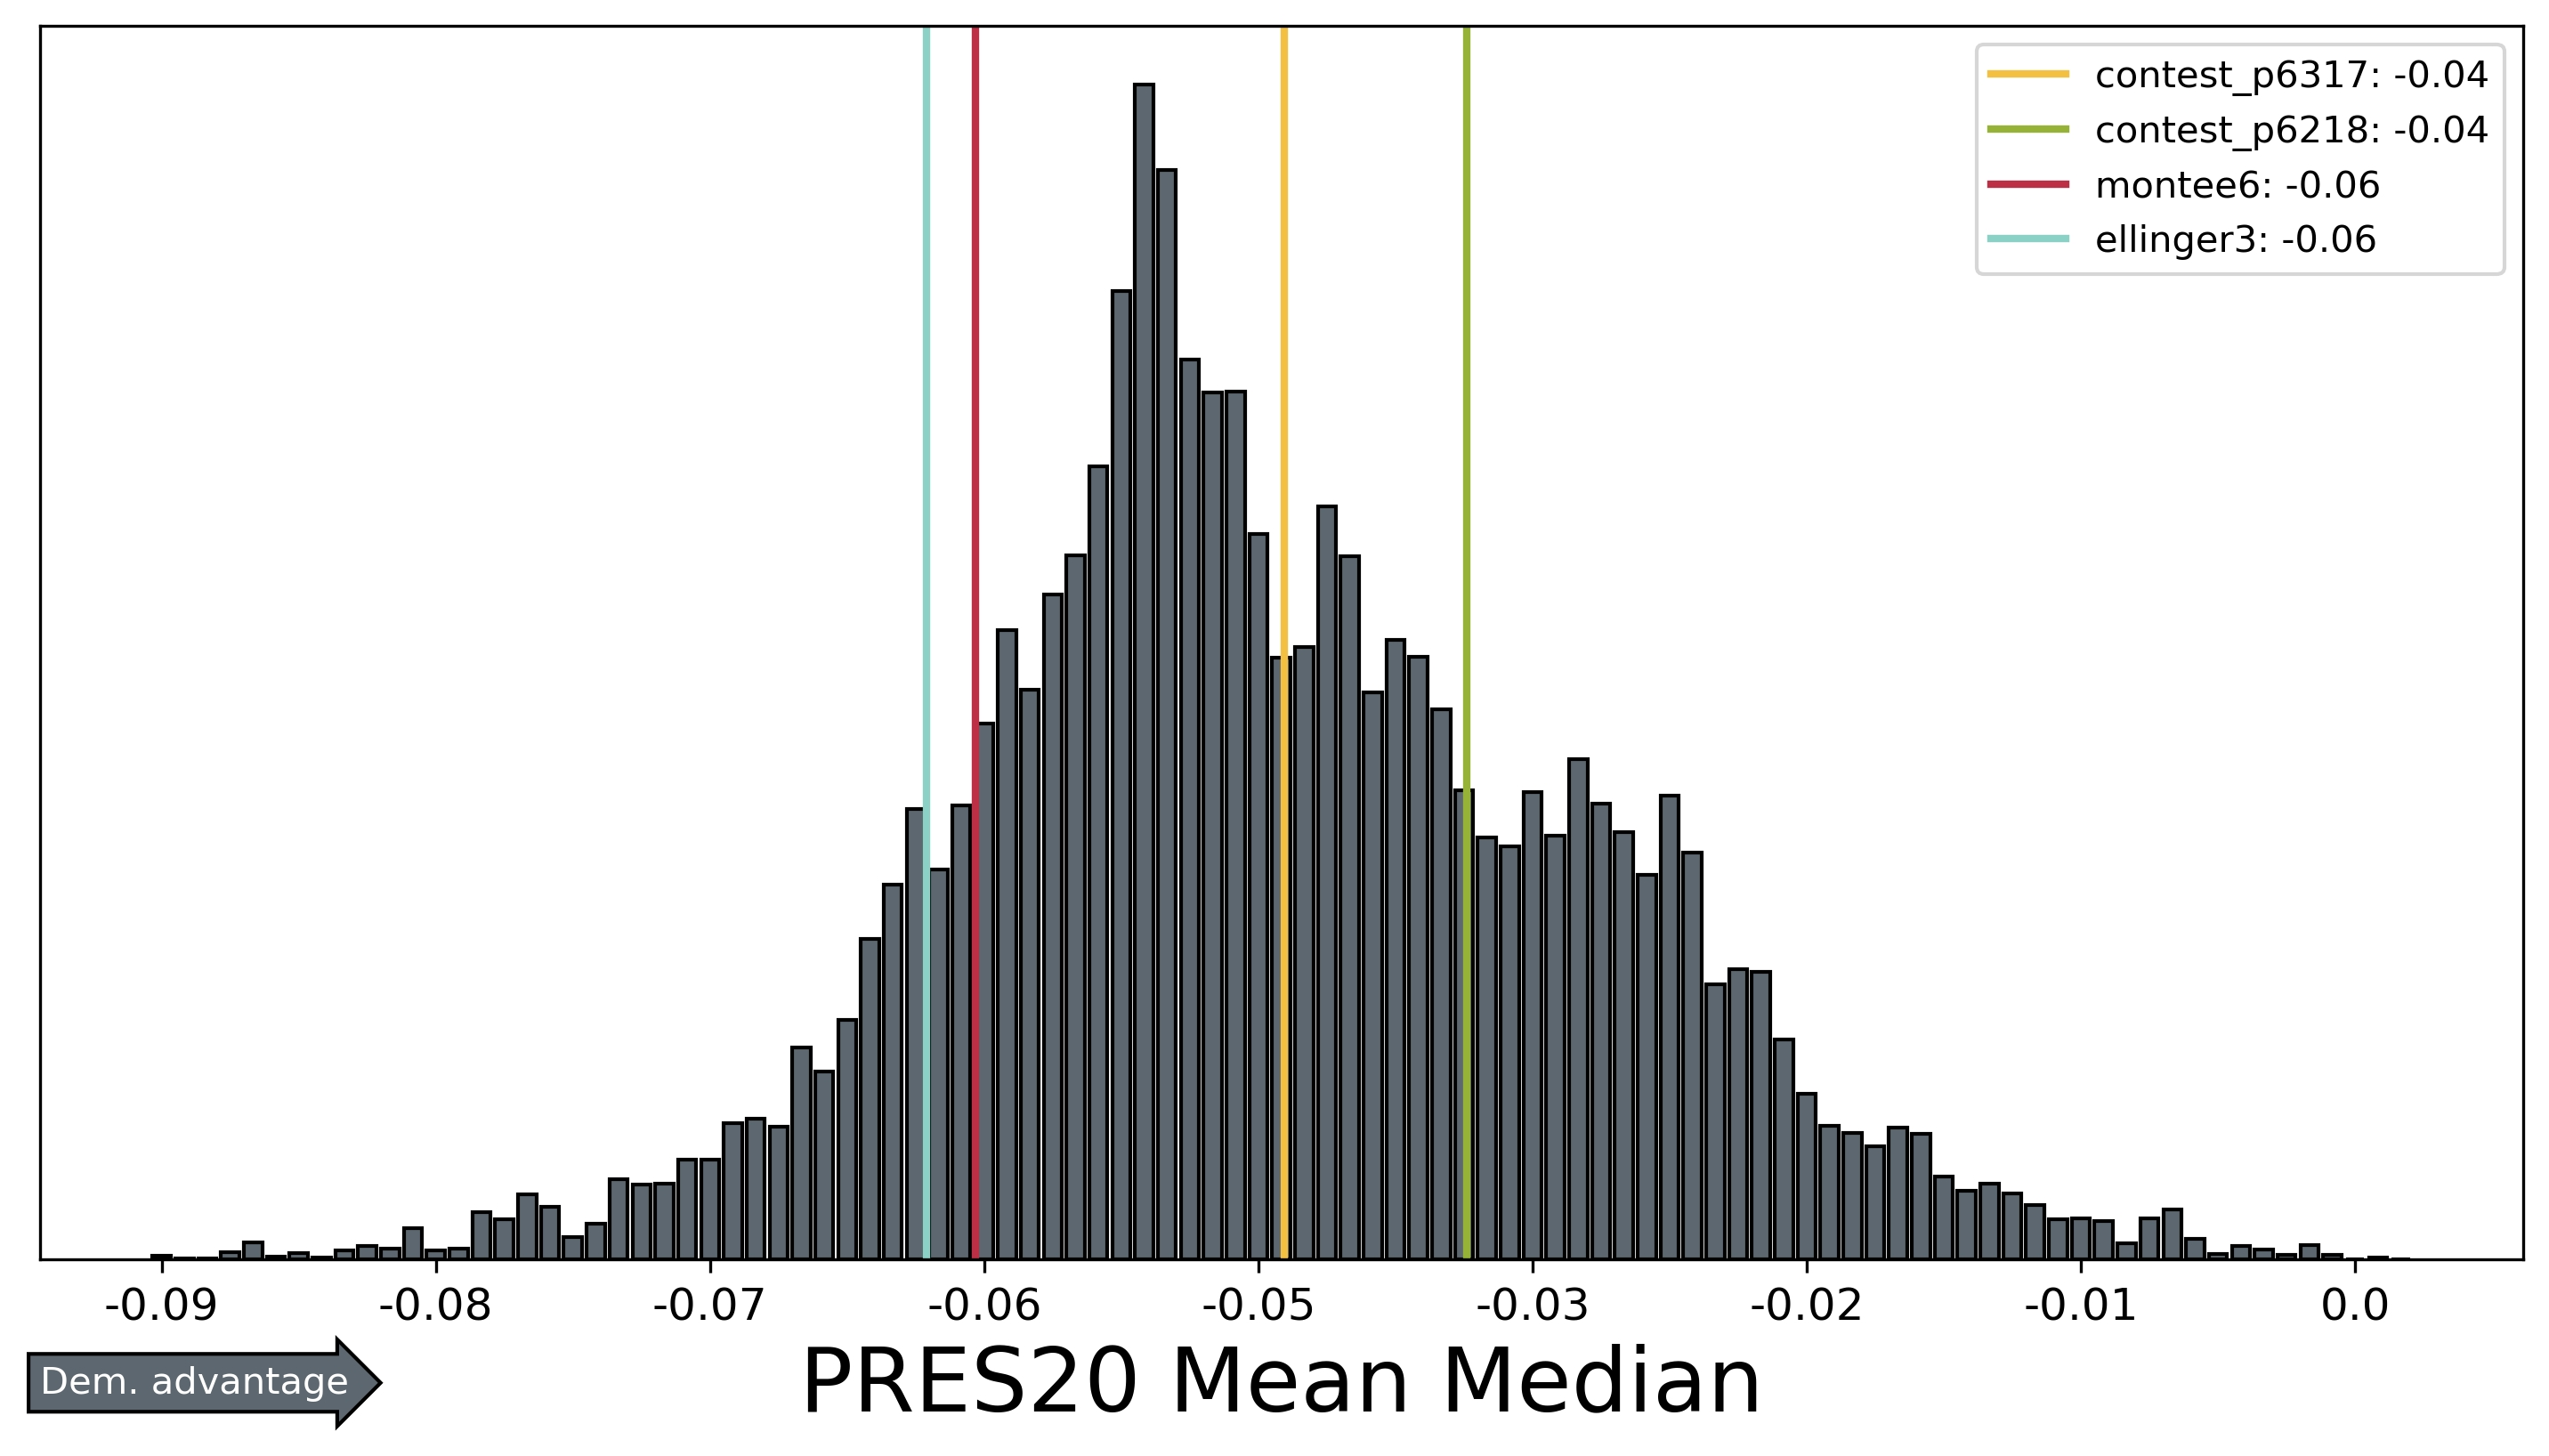 contest_p6317: -0.04
contest_p6218: -0.04
montee6: -0.06
ellinger3: -0.06
-0.09 -0.08 -0.07 -0.06 -0.05 -0.03 -0.02 -0.01 0.0
Dem. advantage
PRES20 Mean Median